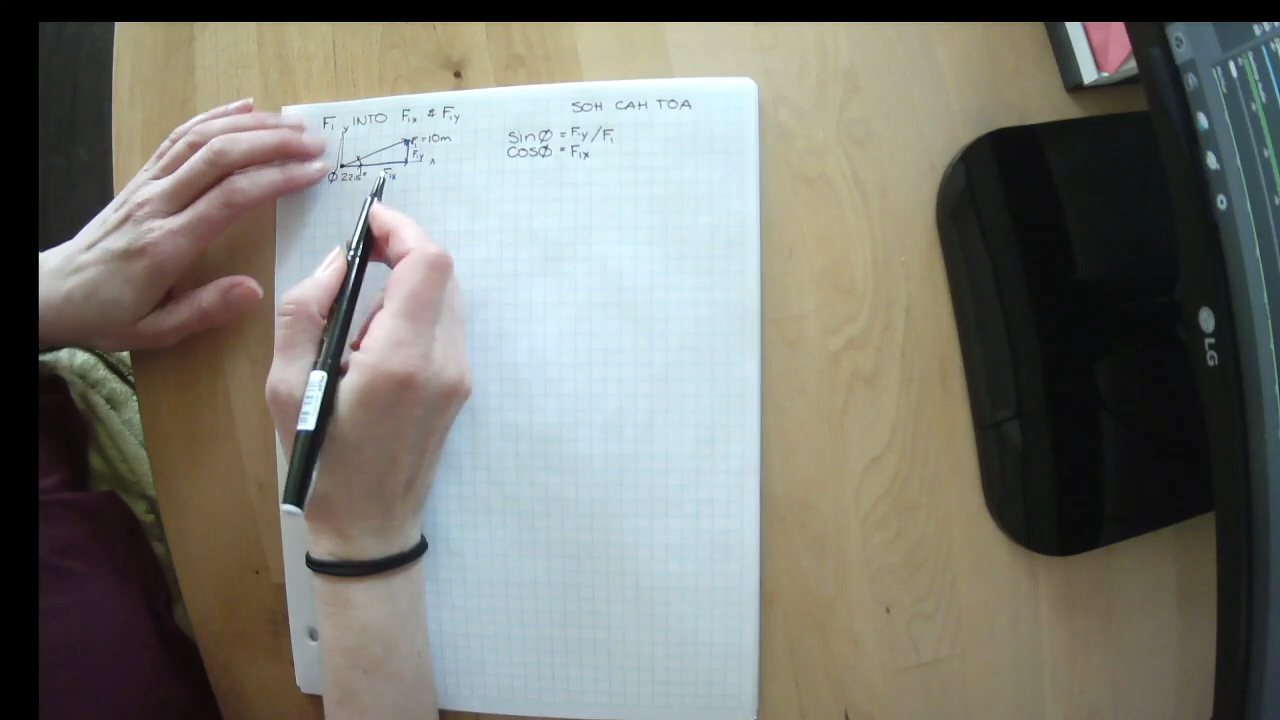 SOH CAH TOA
F1 INTO F1x & F1y
y
F1=10m
F1y
x
Ø 22.5° F1x
sinØ = F1y/F1
cosØ = F1x
LG